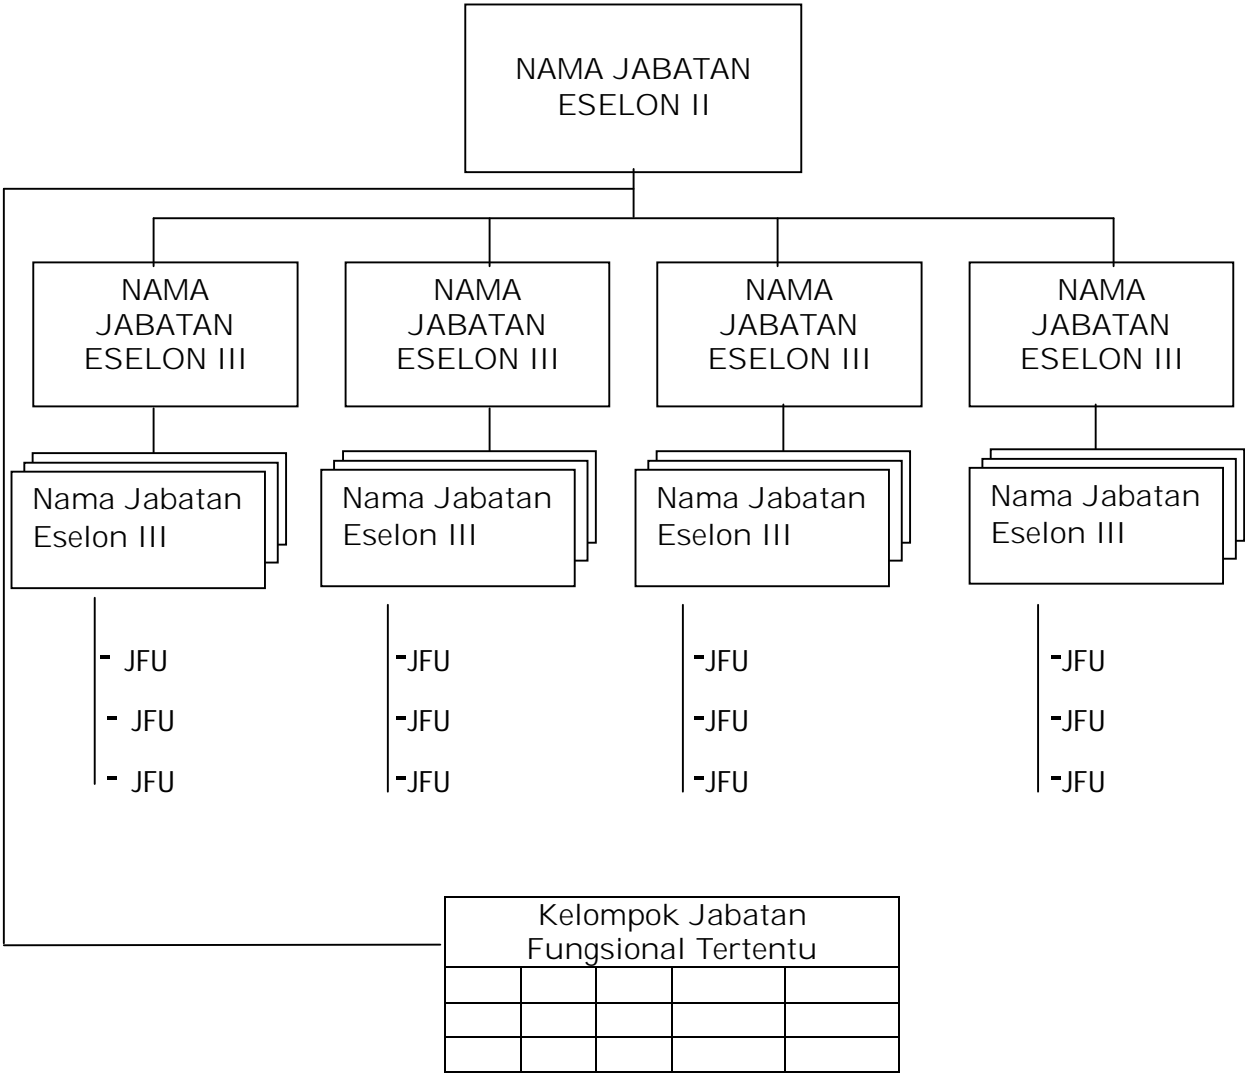 NAMA JABATAN
ESELON II
NAMA
JABATAN
ESELON III
NAMA
JABATAN
ESELON III
NAMA
JABATAN
ESELON III
NAMA
JABATAN
ESELON III
Nama Jabatan
Eselon III
Nama Jabatan
Eselon III
Nama Jabatan
Eselon III
Nama Jabatan
Eselon III
- JFU
- JFU
- JFU
-JFU
-JFU
-JFU
-JFU
-JFU
-JFU
-JFU
-JFU
-JFU
Kelompok Jabatan
Fungsional Tertentu